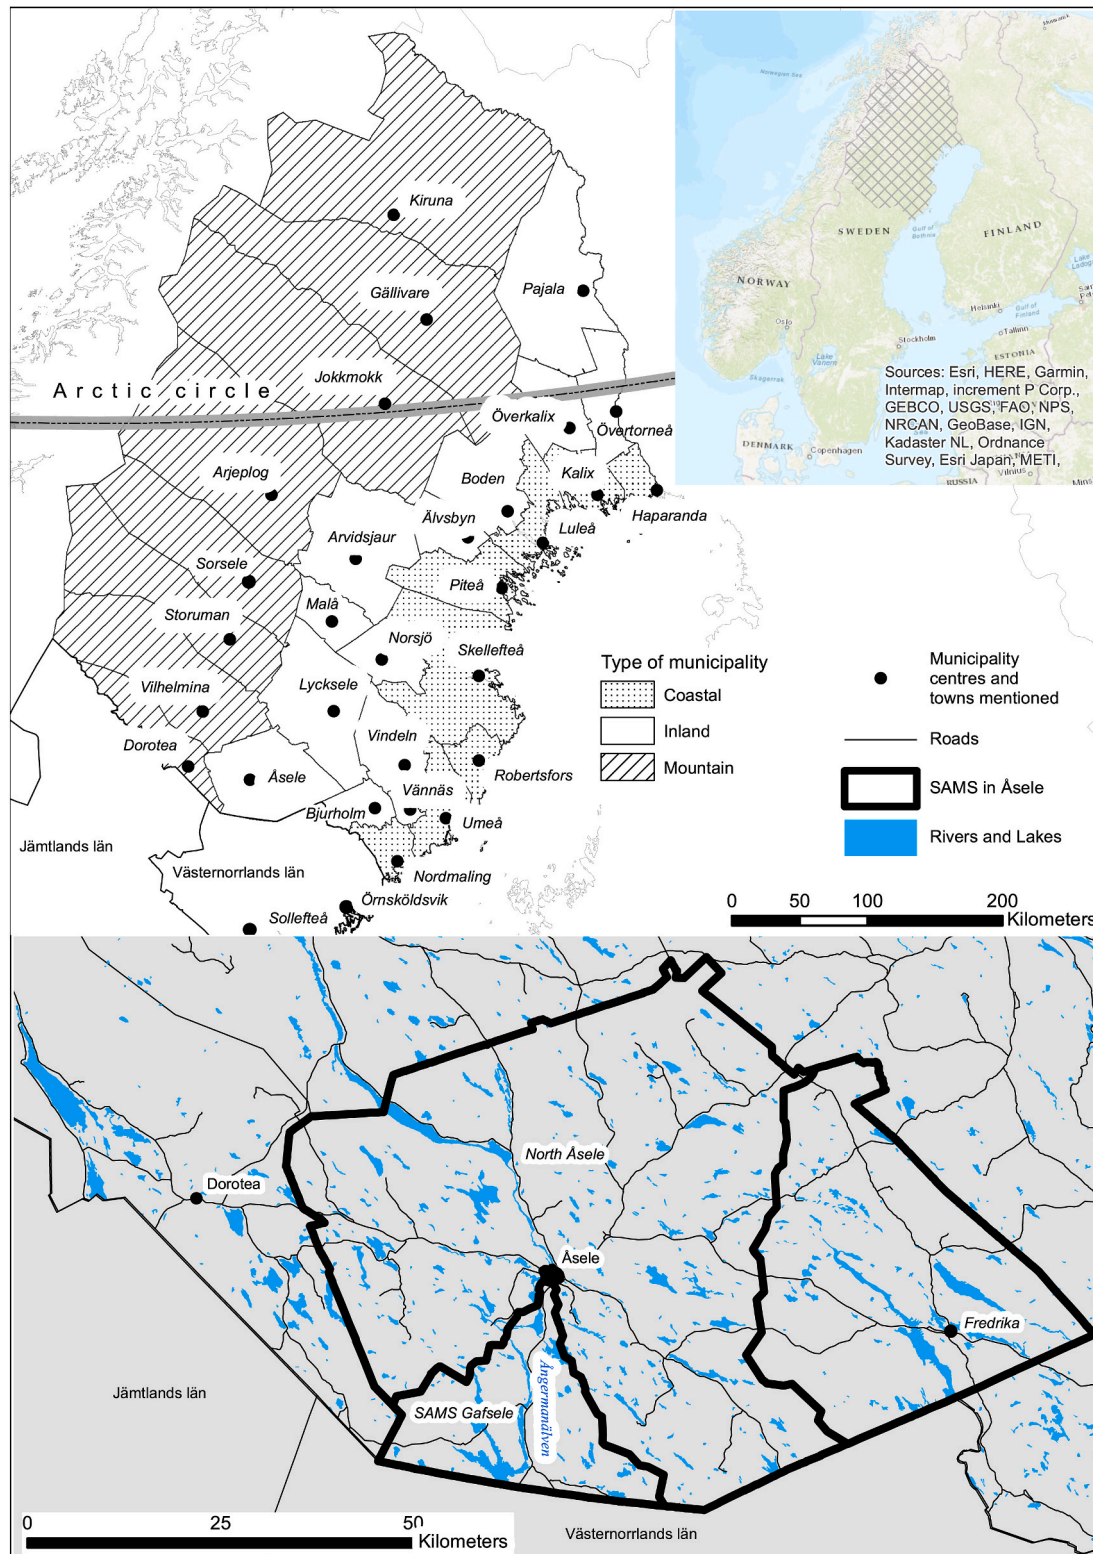 Kiruna
Gällivare
Pajala
Jokkmokk
Arctic circle
Överkalix
Övertorneå
Arjeplog
Boden
Kalix
Haparanda
Älvsbyn
Luleå
Arvidsjaur
Sorsele
Piteå
Malå
Storuman
Norsjö
Skellefteå
Vilhelmina
Lycksele
Vindeln
Dorotea
Åsele
Robertsfors
Vännäs
Bjurholm
Umeå
Jämtlands län
Västernorrlands län
Nordmaling
Örnsköldsvik
Sollefteå
Norwegian Sea
SWEDEN
Gulf of
Bothnia
FINLAND
NORWAY
Lake
Ladoga
Helsinki
Gulf of
Finland
Oslo
Tallinn
Stockholm
Lake
Vanern
ESTONIA
Skagerrak
DENMARK
Copenhagen
Vilnius
RUSSIA
Mins
Sources: Esri, HERE, Garmin,
Intermap, increment P Corp.,
GEBCO, USGS, FAO, NPS,
NRCAN, GeoBase, IGN,
Kadaster NL, Ordnance
Survey, Esri Japan, METI,
Type of municipality
Coastal
Inland
Mountain
Municipality
centres and
towns mentioned
Roads
SAMS in Åsele
Rivers and Lakes
0 50 100 200
Kilometers
North Åsele
Dorotea
Åsele
Fredrika
Ångermanälven
SAMS Gafsele
Jämtlands län
Västernorrlands län
0 25 50
Kilometers